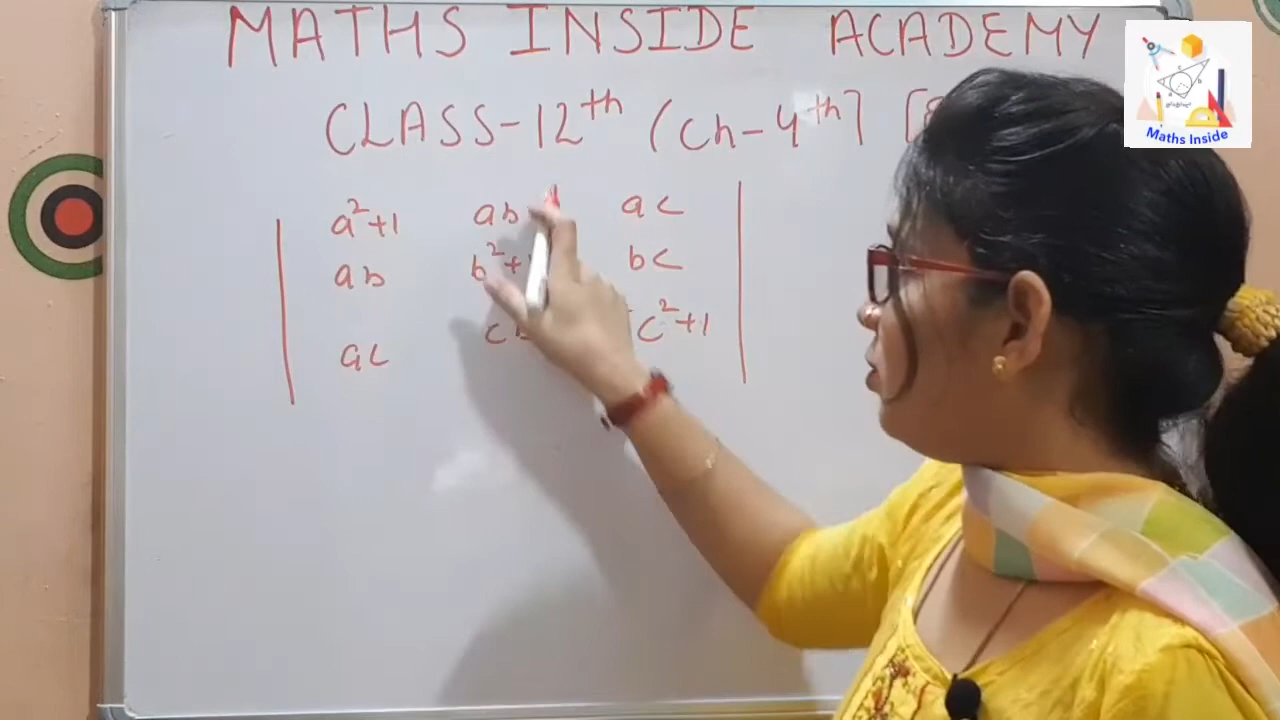 MATHS INSIDE ACADEMY
CLASS-12th (Ch-4th] [
a²+1 ab ac
ab b²+ bc
ac c c²+1
Maths Inside